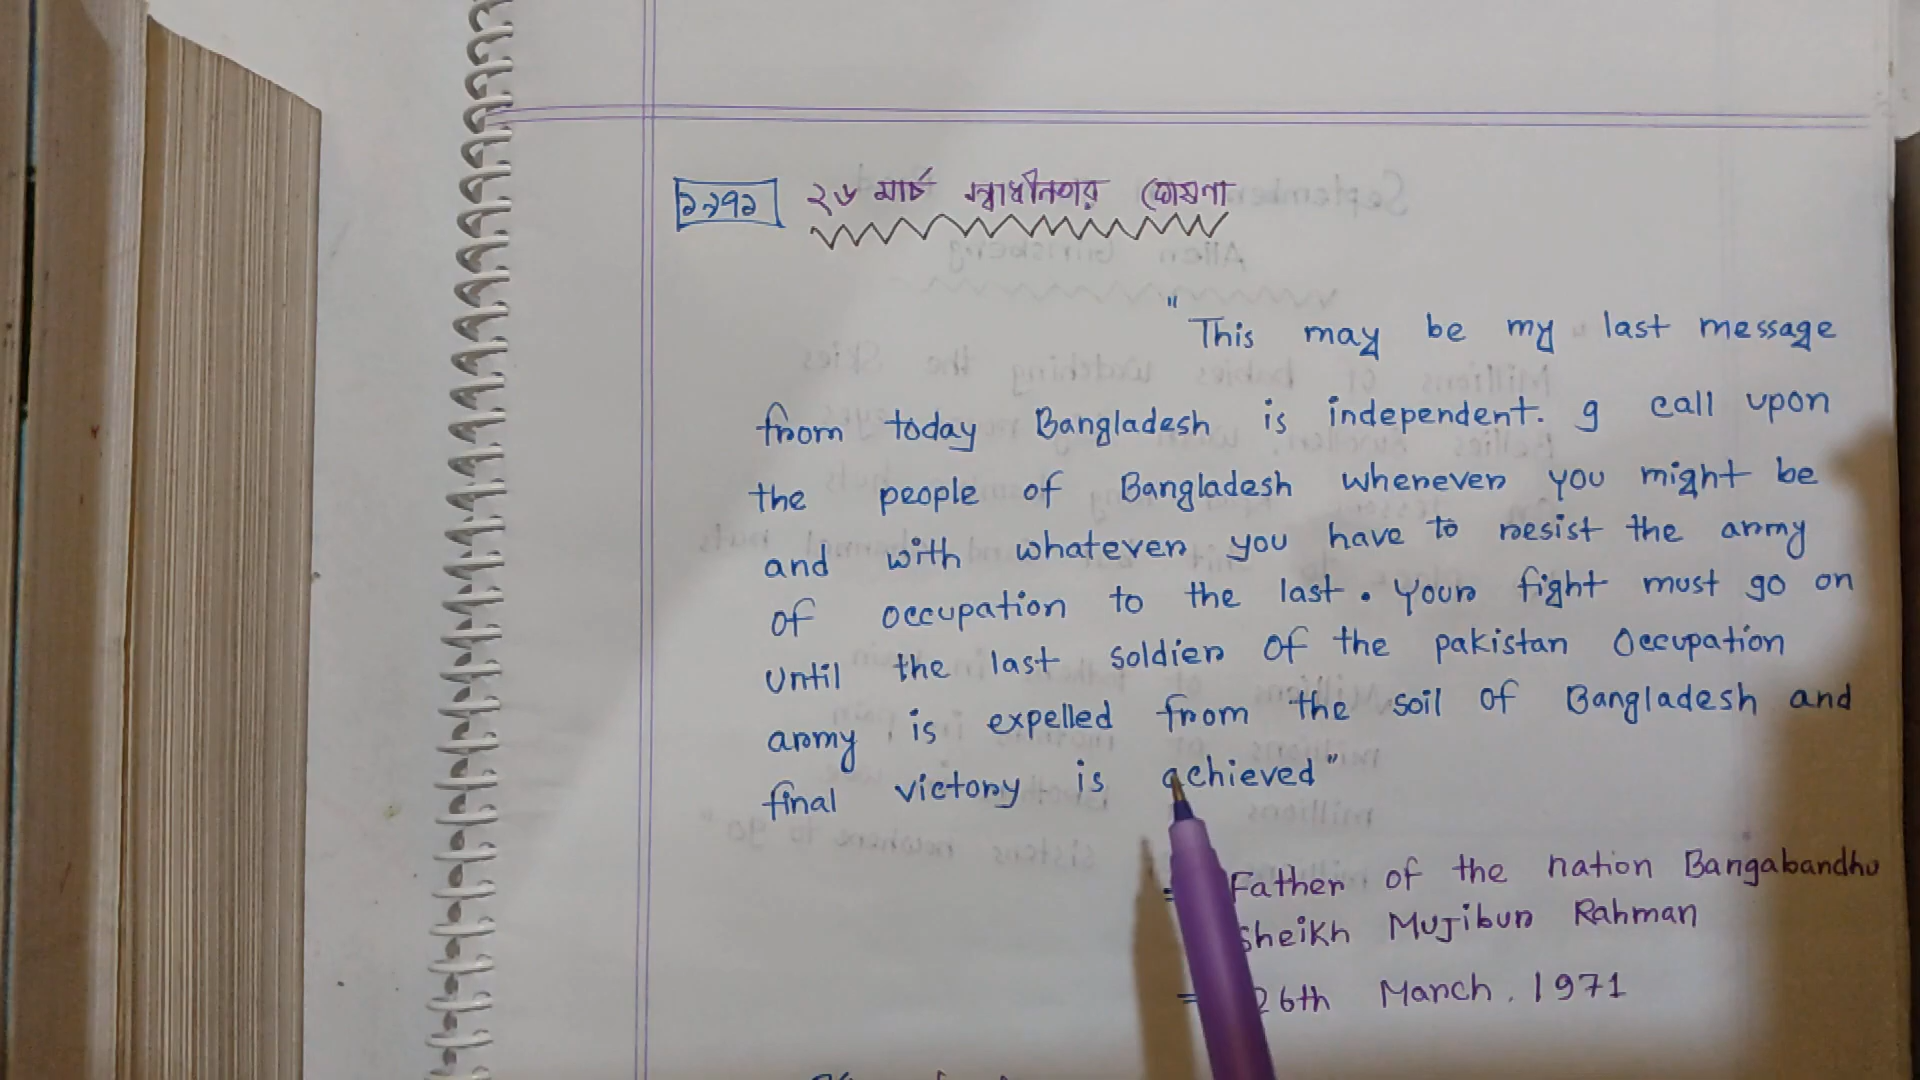 ১৯৭১ ২৬ মার্চ স্বাধীনতার ঘোষনা
"This may be my last message
from today Bangladesh is independent. I call upon
the people of Bangladesh wherever you might be
and with whatever you have to resist the army
of occupation to the last. Your fight must go on
Until the last soldier of the pakistan Occupation
army is expelled from the soil of Bangladesh and
final victory is achieved"
Father of the nation Bangabandhu
Sheikh Mujibur Rahman
= 26th March, 1971